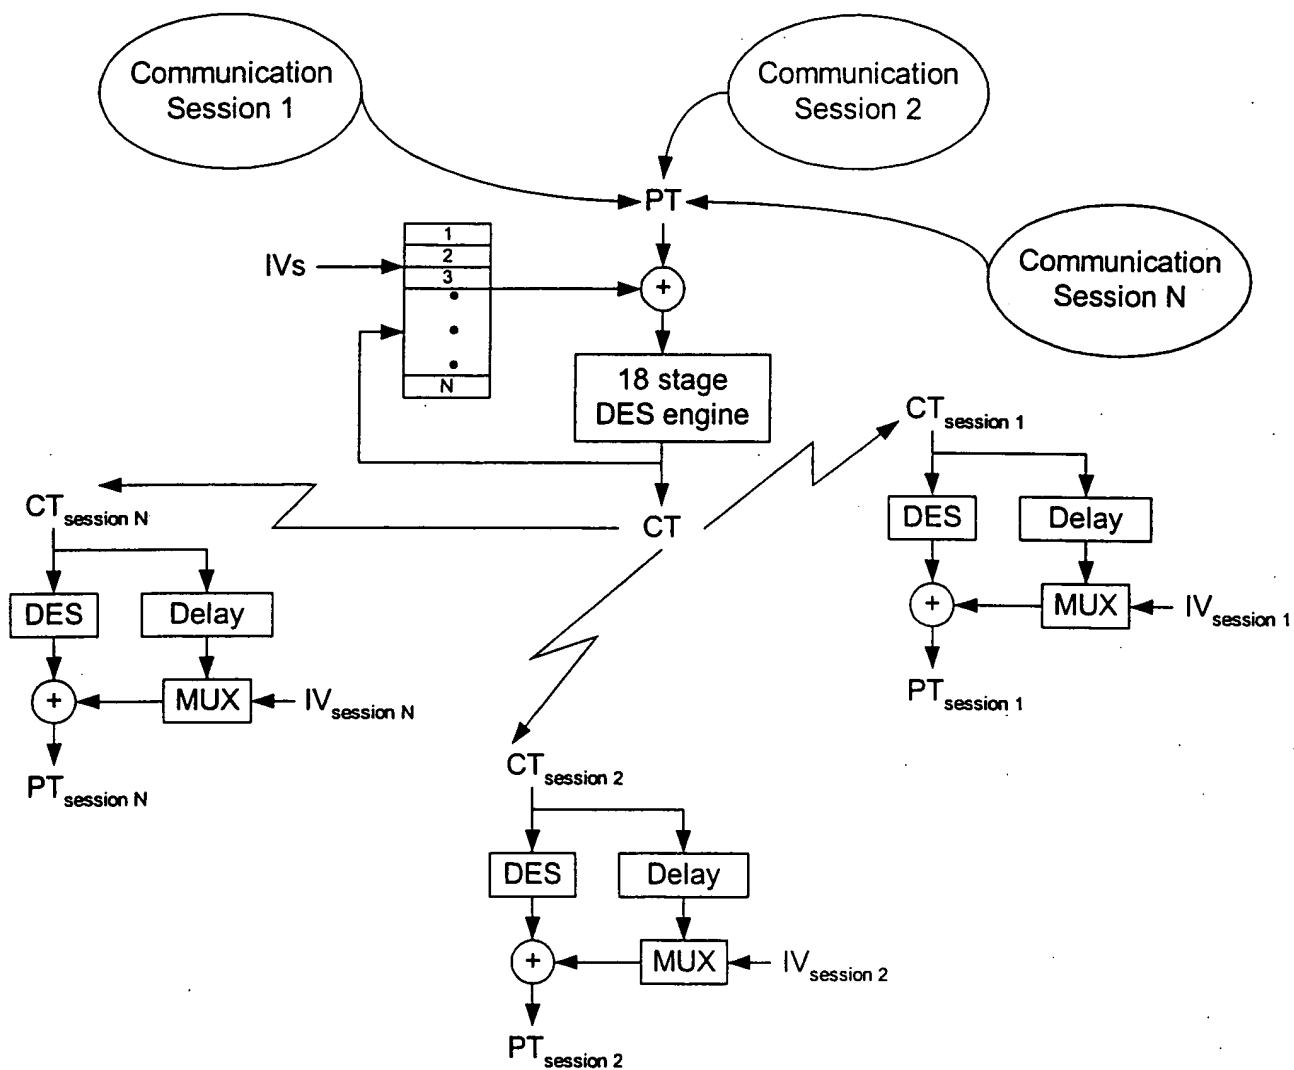 Communication
Session 1
Communication
Session 2
PT
Communication
Session N
IVs
1
2
3
N
+
18 stage
DES engine
CT
CT session 1
DES
Delay
+
MUX
IV session 1
PT session 1
CT session N
DES
Delay
+
MUX
IV session N
PT session N
CT session 2
DES
Delay
+
MUX
IV session 2
PT session 2